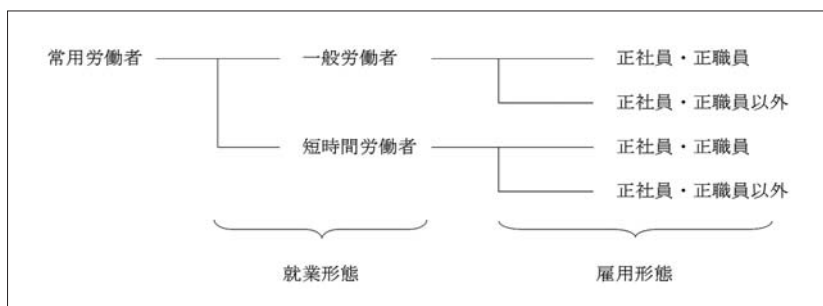 常用労働者 一般労働者 正社員・正職員
正社員・正職員以外
短時間労働者 正社員・正職員
正社員・正職員以外
就業形態 雇用形態